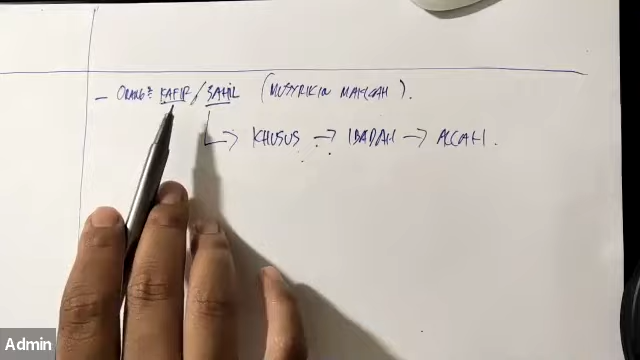 - ORANG² KAFIR / JAHIL (MUSYRIKIN MAKKAH).
↳ KHUSUS → IBADAH → ALLAH.
Admin